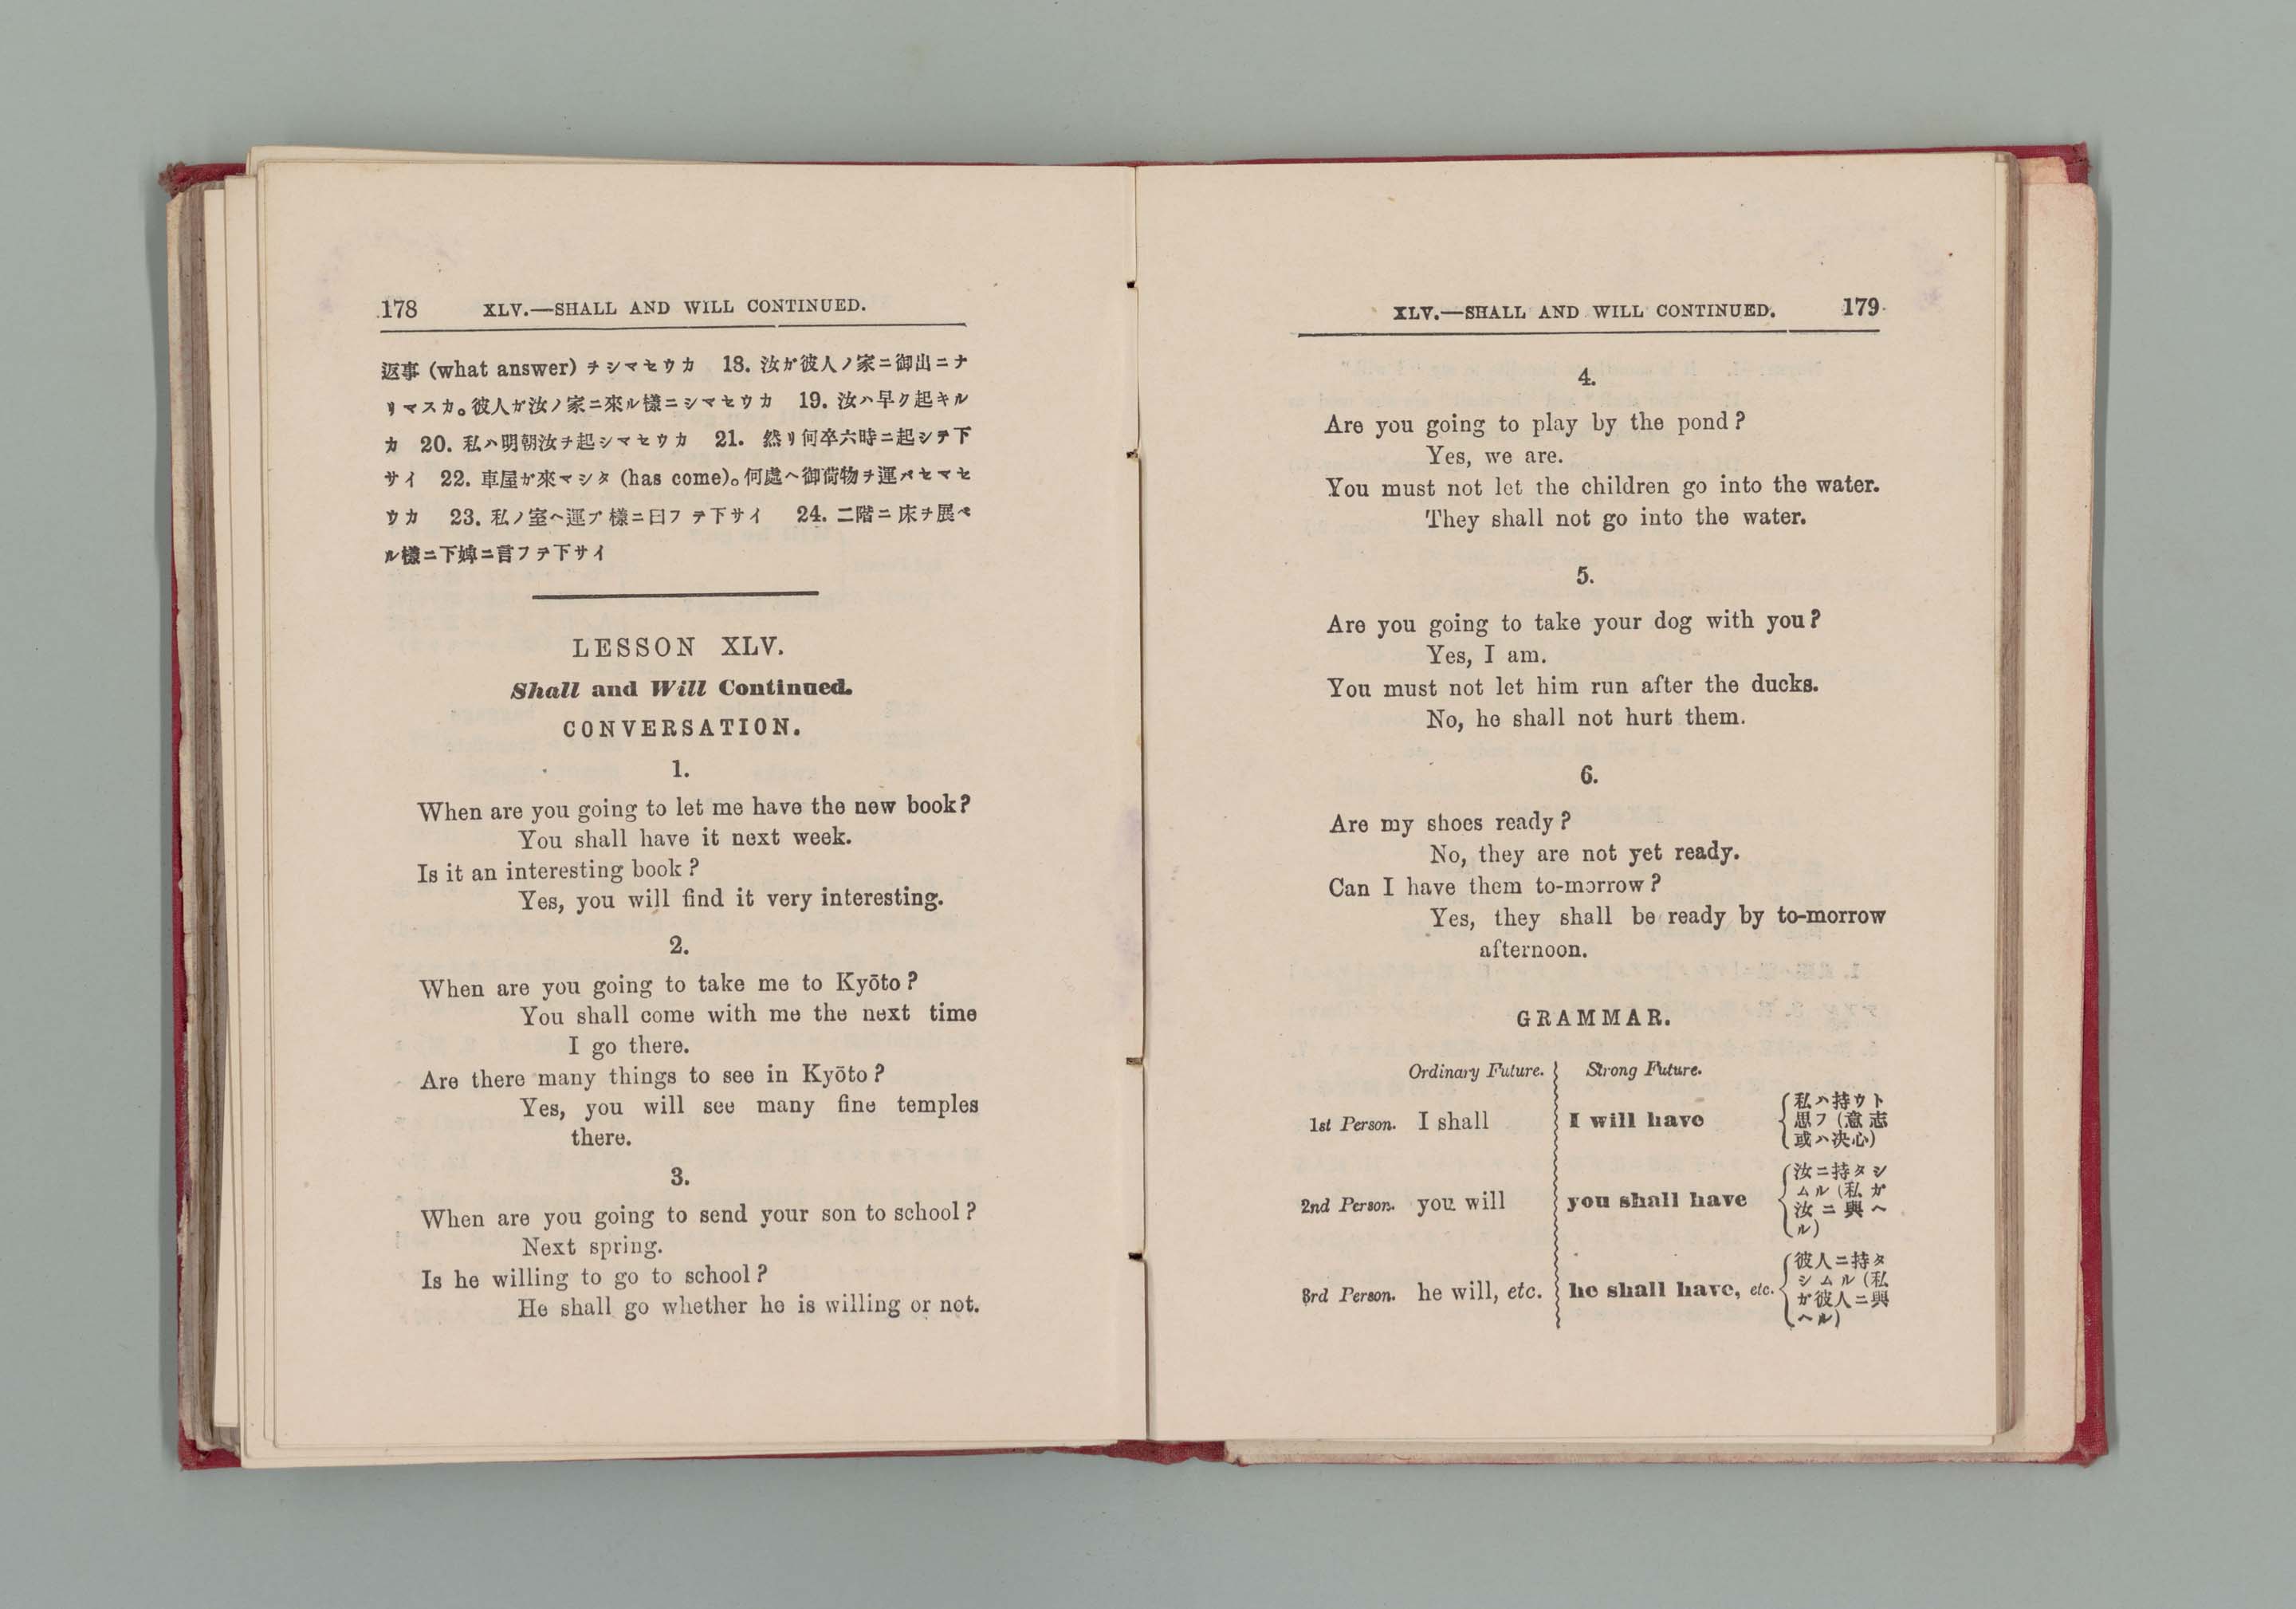 178 XLV.—SHALL AND WILL CONTINUED.
返事 (what answer) ヲシマセウカ 18. 汝ガ彼人ノ家ニ御出ニナ
リマスカ。彼人ガ汝ノ家ニ來ル樣ニシマセウカ 19. 汝ハ早ク起キル
カ 20. 私ハ明朝汝ヲ起シマセウカ 21. 然リ何卒六時ニ起シテ下
サイ 22. 車屋ガ來マシタ (has come)。何處ヘ御荷物ヲ運バセマセ
ウカ 23. 私ノ室ヘ運ブ樣ニ曰フテ下サイ 24. 二階ニ床ヲ展ベ
ル樣ニ下婢ニ言フテ下サイ
LESSON XLV.
Shall and Will Continued.
CONVERSATION.
1.
When are you going to let me have the new book?
You shall have it next week.
Is it an interesting book?
Yes, you will find it very interesting.
2.
When are you going to take me to Kyōto?
You shall come with me the next time
I go there.
Are there many things to see in Kyōto?
Yes, you will see many fine temples
there.
3.
When are you going to send your son to school?
Next spring.
Is he willing to go to school?
He shall go whether he is willing or not.
XLV.—SHALL AND WILL CONTINUED. 179
4.
Are you going to play by the pond?
Yes, we are.
You must not let the children go into the water.
They shall not go into the water.
5.
Are you going to take your dog with you?
Yes, I am.
You must not let him run after the ducks.
No, he shall not hurt them.
6.
Are my shoes ready?
No, they are not yet ready.
Can I have them to-morrow?
Yes, they shall be ready by to-morrow
afternoon.
GRAMMAR.
Ordinary Future. Strong Future.
1st Person. I shall I will have
私ハ持ウト
思フ (意志
或ハ決心)
2nd Person. you will you shall have
汝ニ持タシ
ムル (私ガ
汝ニ與ヘ
ル)
3rd Person. he will, etc. he shall have, etc.
彼人ニ持タ
シムル (私
ガ彼人ニ與
ヘル)